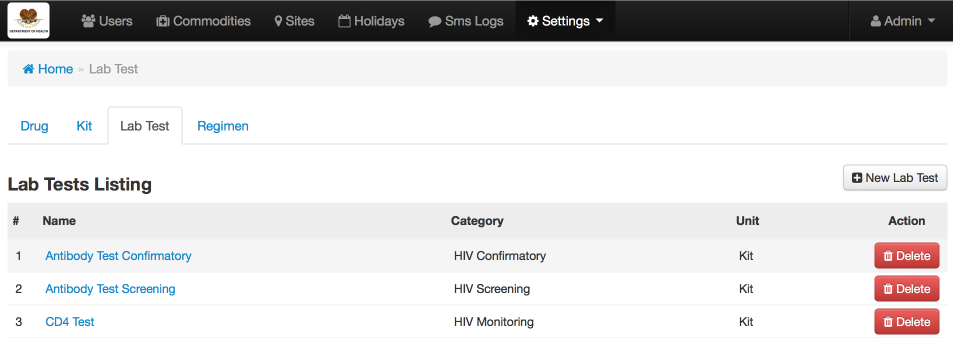 DEPARTMENT OF HEALTH
Users Commodities Sites Holidays Sms Logs Settings Admin
Home » Lab Test
Drug Kit Lab Test Regimen
Lab Tests Listing New Lab Test
# Name Category Unit Action
1 Antibody Test Confirmatory HIV Confirmatory Kit Delete
2 Antibody Test Screening HIV Screening Kit Delete
3 CD4 Test HIV Monitoring Kit Delete